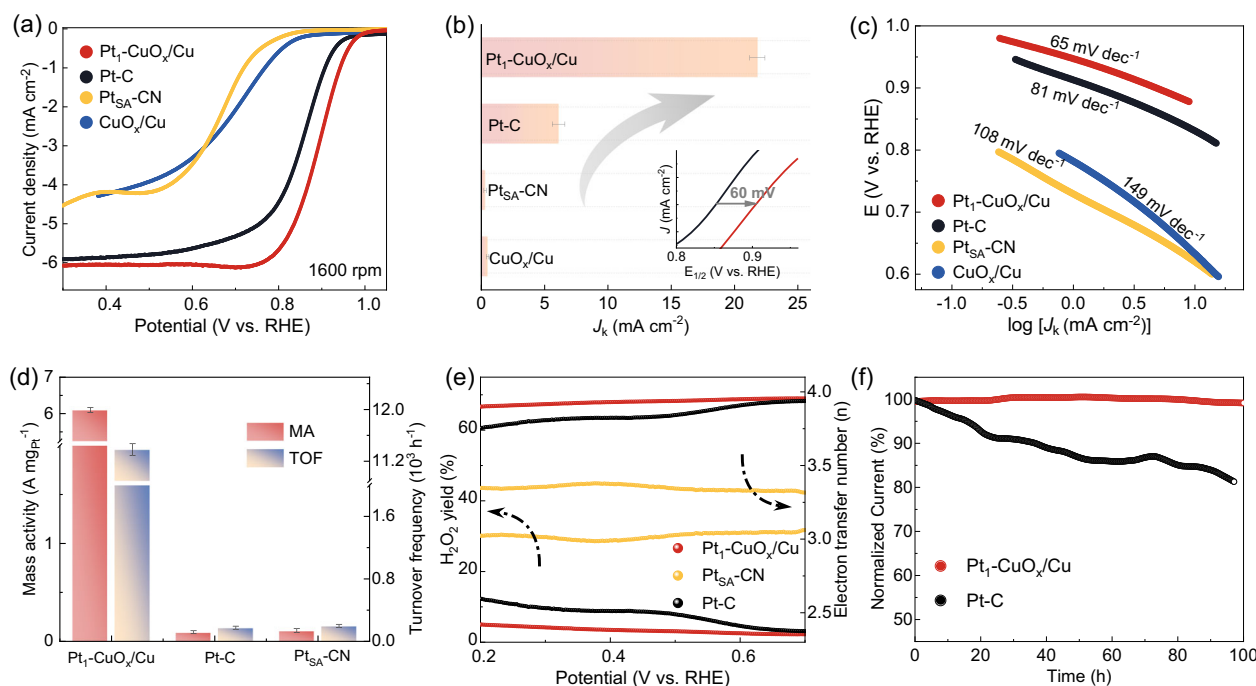 (a)
0
-1
-2
-3
-4
-5
-6
Current density (mA cm⁻²)
Pt₁-CuOₓ/Cu
Pt-C
Pt_SA-CN
CuOₓ/Cu
1600 rpm
0.4 0.6 0.8 1.0
Potential (V vs. RHE)
(b)
Pt₁-CuOₓ/Cu
Pt-C
Pt_SA-CN
CuOₓ/Cu
J (mA cm⁻²)
60 mV
0.8 0.9
E₁/₂ (V vs. RHE)
0 5 10 15 20 25
Jₖ (mA cm⁻²)
(c)
1.0
0.9
0.8
0.7
0.6
E (V vs. RHE)
65 mV dec⁻¹
81 mV dec⁻¹
108 mV dec⁻¹
149 mV dec⁻¹
Pt₁-CuOₓ/Cu
Pt-C
Pt_SA-CN
CuOₓ/Cu
-1.0 -0.5 0.0 0.5 1.0
log [Jₖ (mA cm⁻²)]
(d)
7
6
1
0
Mass activity (A mg_Pt⁻¹)
MA
TOF
12.0
11.2
1.6
0.8
0.0
Turnover frequency (10³ h⁻¹)
Pt₁-CuOₓ/Cu Pt-C Pt_SA-CN
(e)
60
40
20
0
H₂O₂ yield (%)
4.0
3.5
3.0
2.5
Electron transfer number (n)
Pt₁-CuOₓ/Cu
Pt_SA-CN
Pt-C
0.2 0.4 0.6
Potential (V vs. RHE)
(f)
100
90
80
70
60
50
Normalized Current (%)
Pt₁-CuOₓ/Cu
Pt-C
0 20 40 60 80 100
Time (h)